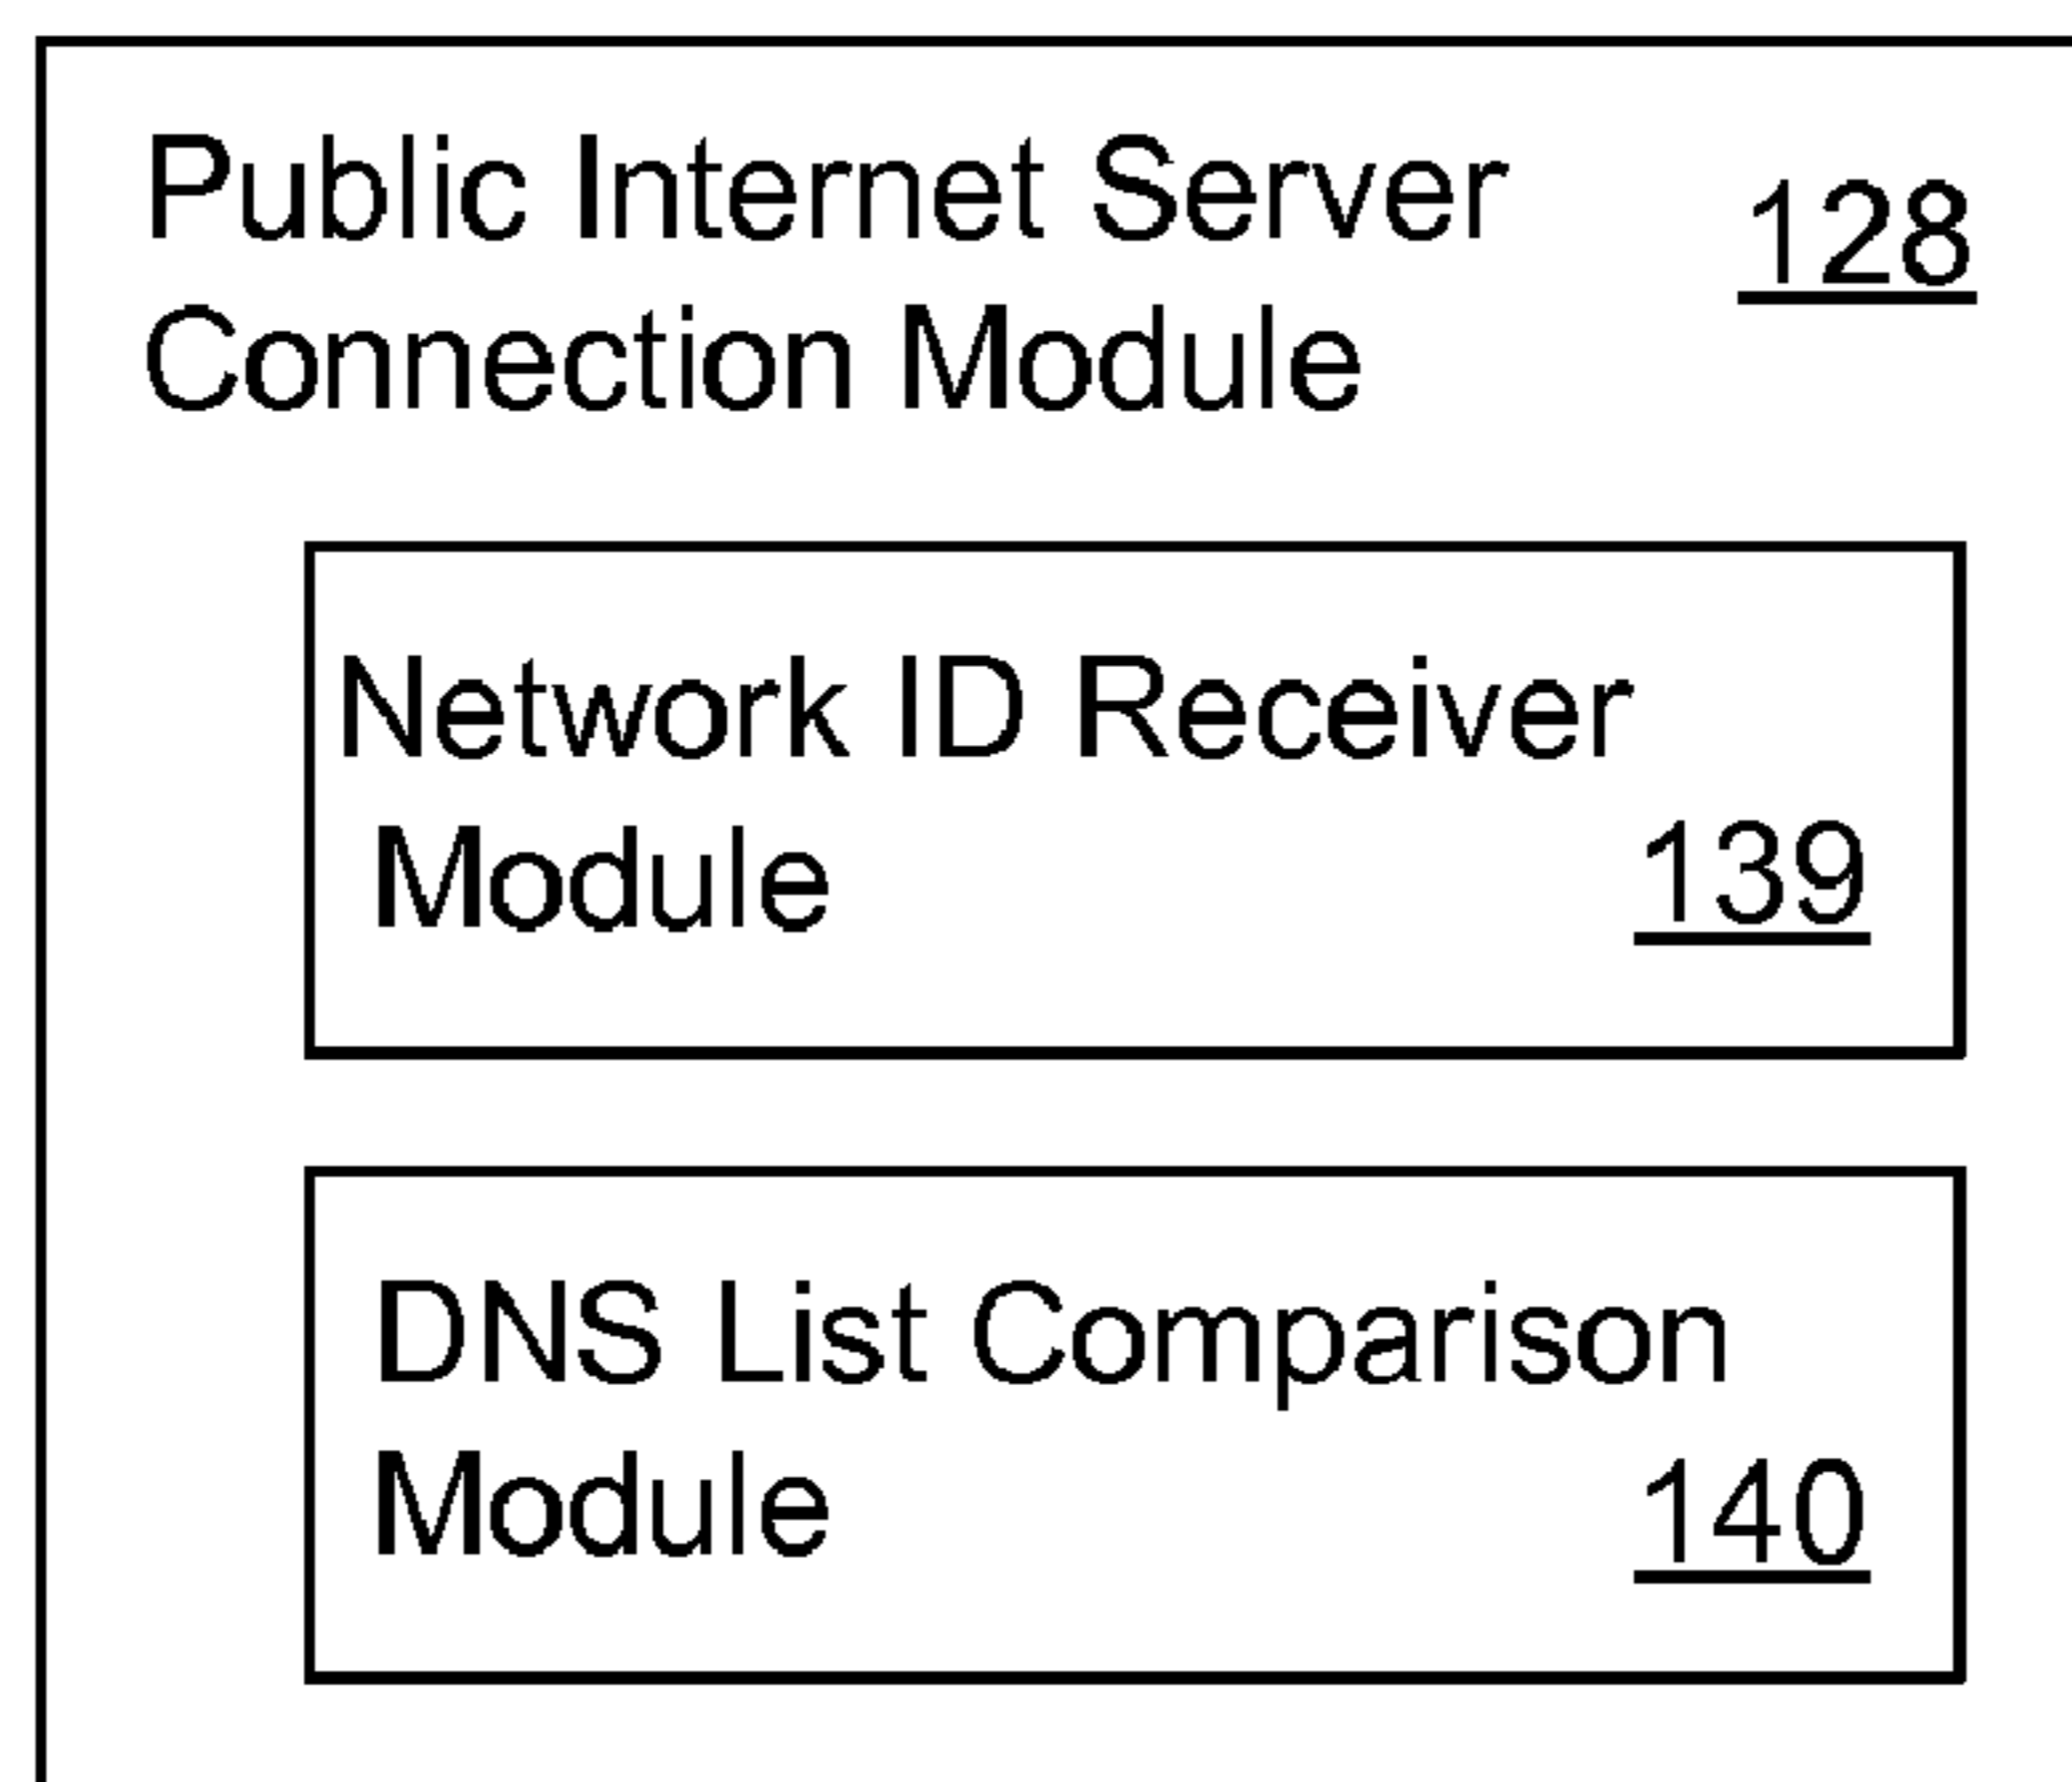 Public Internet Server 128
Connection Module
Network ID Receiver
Module 139
DNS List Comparison
Module 140